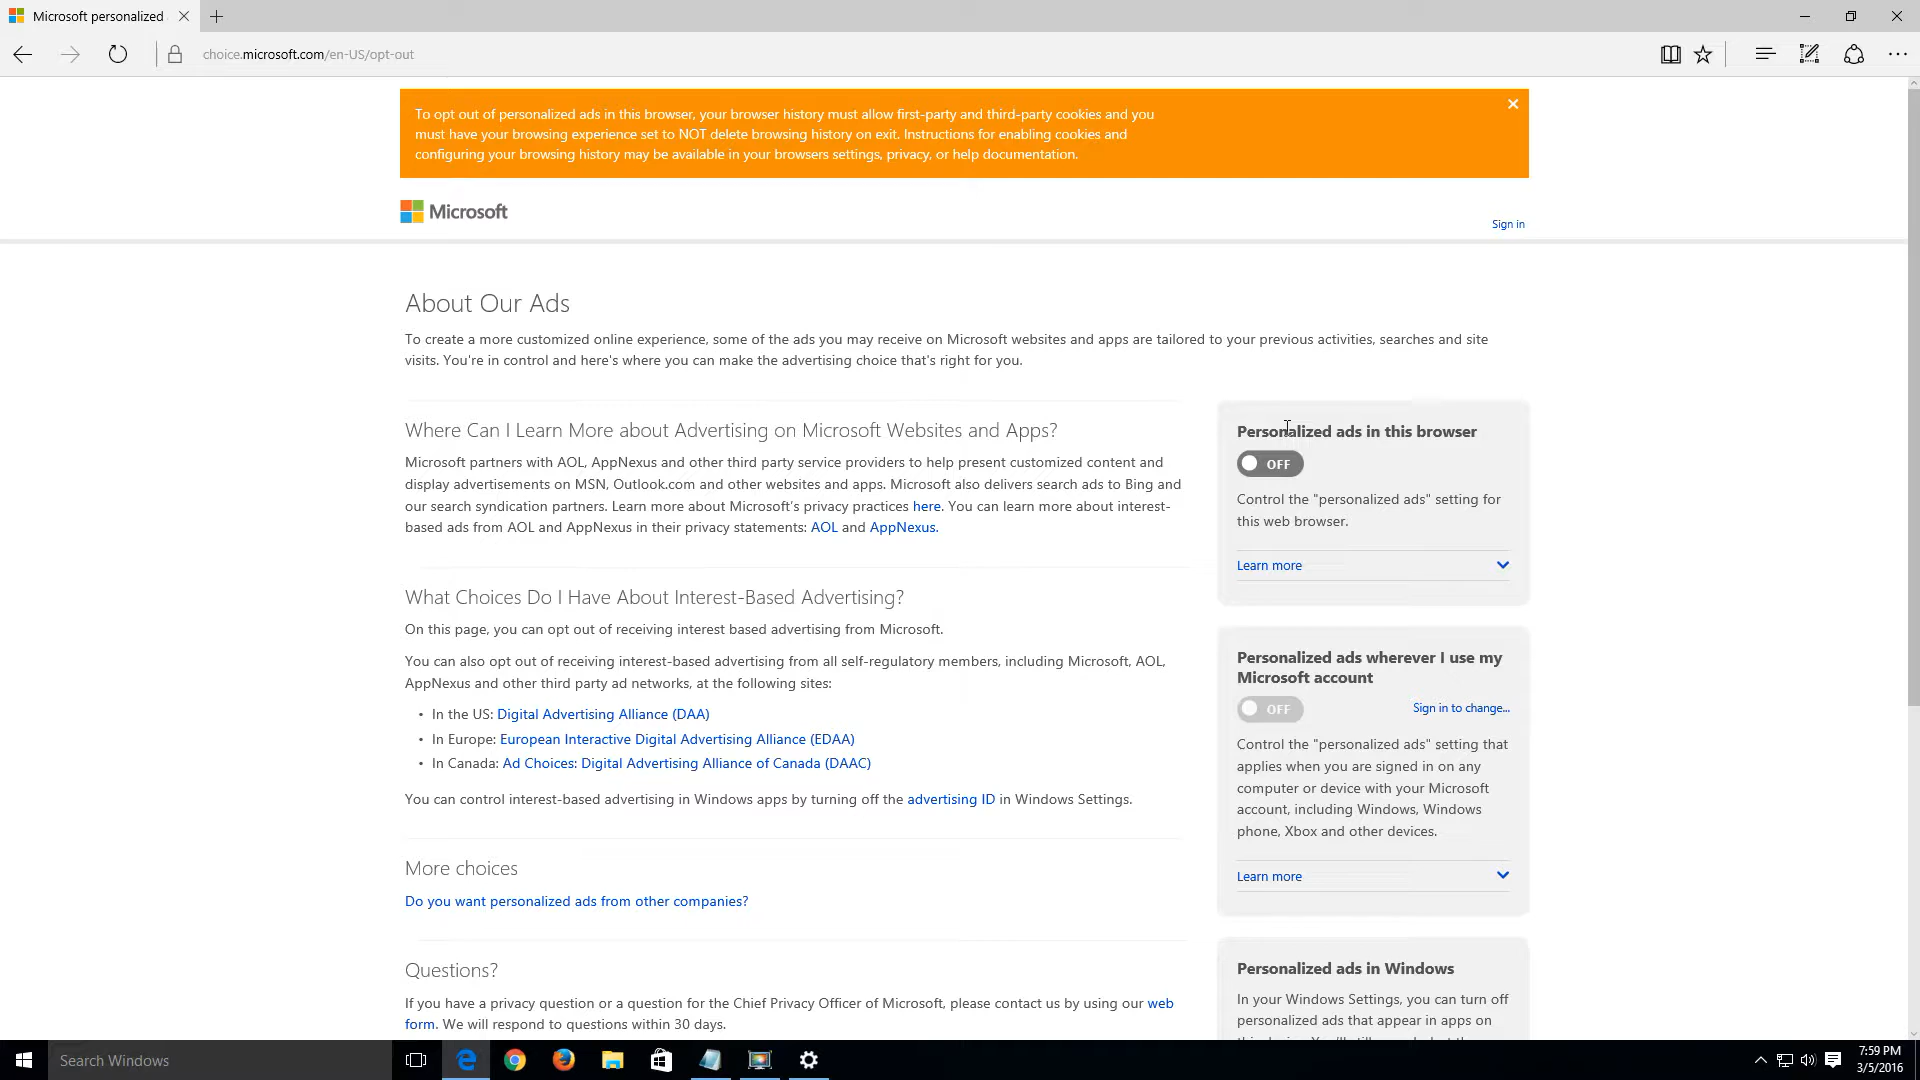 Microsoft personalized
choice.microsoft.com/en-US/opt-out
To opt out of personalized ads in this browser, your browser history must allow first-party and third-party cookies and you
must have your browsing experience set to NOT delete browsing history on exit. Instructions for enabling cookies and
configuring your browsing history may be available in your browsers settings, privacy, or help documentation.
Microsoft
Sign in
About Our Ads
To create a more customized online experience, some of the ads you may receive on Microsoft websites and apps are tailored to your previous activities, searches and site
visits. You're in control and here's where you can make the advertising choice that's right for you.
Where Can I Learn More about Advertising on Microsoft Websites and Apps?
Microsoft partners with AOL, AppNexus and other third party service providers to help present customized content and
display advertisements on MSN, Outlook.com and other websites and apps. Microsoft also delivers search ads to Bing and
our search syndication partners. Learn more about Microsoft's privacy practices here. You can learn more about interest-
based ads from AOL and AppNexus in their privacy statements: AOL and AppNexus.
What Choices Do I Have About Interest-Based Advertising?
On this page, you can opt out of receiving interest based advertising from Microsoft.
You can also opt out of receiving interest-based advertising from all self-regulatory members, including Microsoft, AOL,
AppNexus and other third party ad networks, at the following sites:
• In the US: Digital Advertising Alliance (DAA)
• In Europe: European Interactive Digital Advertising Alliance (EDAA)
• In Canada: Ad Choices: Digital Advertising Alliance of Canada (DAAC)
You can control interest-based advertising in Windows apps by turning off the advertising ID in Windows Settings.
More choices
Do you want personalized ads from other companies?
Questions?
If you have a privacy question or a question for the Chief Privacy Officer of Microsoft, please contact us by using our web
form. We will respond to questions within 30 days.
Personalized ads in this browser
OFF
Control the "personalized ads" setting for
this web browser.
Learn more
Personalized ads wherever I use my
Microsoft account
OFF
Sign in to change...
Control the "personalized ads" setting that
applies when you are signed in on any
computer or device with your Microsoft
account, including Windows, Windows
phone, Xbox and other devices.
Learn more
Personalized ads in Windows
In your Windows Settings, you can turn off
personalized ads that appear in apps on
Search Windows
7:59 PM
3/5/2016